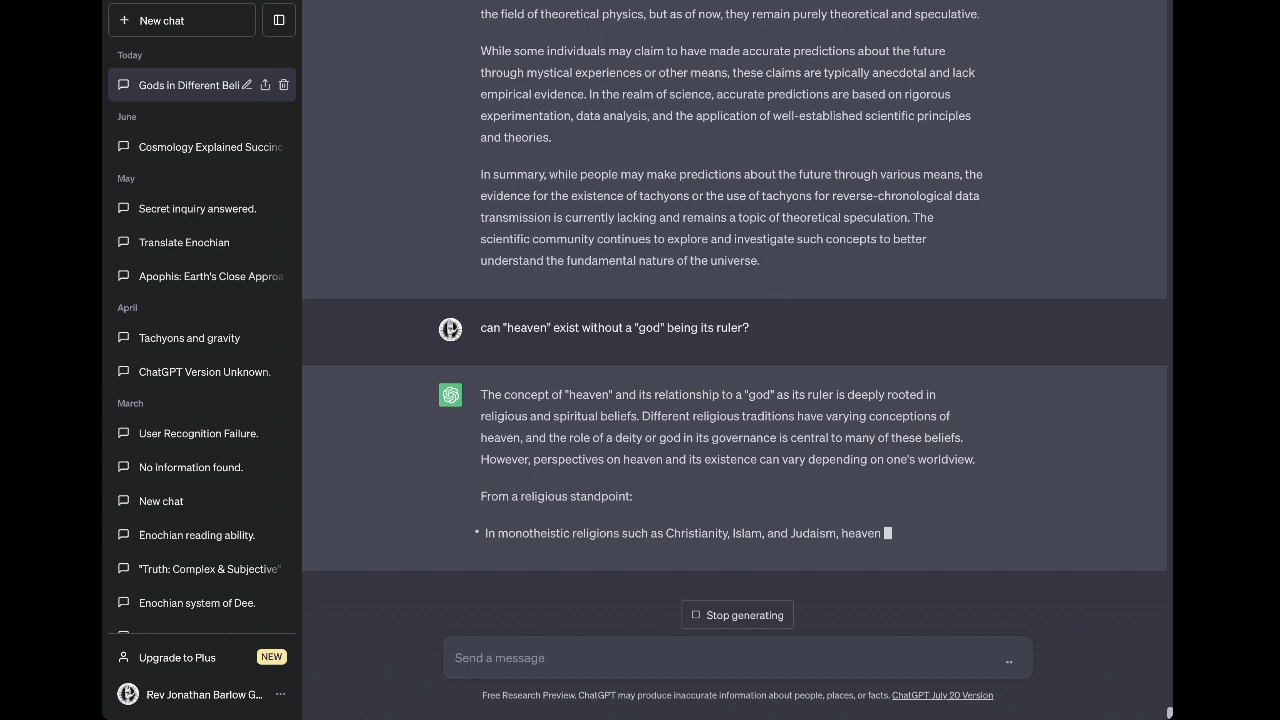 New chat
Today
Gods in Different Beli
June
Cosmology Explained Succinc
May
Secret inquiry answered.
Translate Enochian
Apophis: Earth's Close Approa
April
Tachyons and gravity
ChatGPT Version Unknown.
March
User Recognition Failure.
No information found.
New chat
Enochian reading ability.
"Truth: Complex & Subjective"
Enochian system of Dee.
Upgrade to Plus NEW
Rev Jonathan Barlow G...
the field of theoretical physics, but as of now, they remain purely theoretical and speculative.
While some individuals may claim to have made accurate predictions about the future
through mystical experiences or other means, these claims are typically anecdotal and lack
empirical evidence. In the realm of science, accurate predictions are based on rigorous
experimentation, data analysis, and the application of well-established scientific principles
and theories.
In summary, while people may make predictions about the future through various means, the
evidence for the existence of tachyons or the use of tachyons for reverse-chronological data
transmission is currently lacking and remains a topic of theoretical speculation. The
scientific community continues to explore and investigate such concepts to better
understand the fundamental nature of the universe.
can "heaven" exist without a "god" being its ruler?
The concept of "heaven" and its relationship to a "god" as its ruler is deeply rooted in
religious and spiritual beliefs. Different religious traditions have varying conceptions of
heaven, and the role of a deity or god in its governance is central to many of these beliefs.
However, perspectives on heaven and its existence can vary depending on one's worldview.
From a religious standpoint:
• In monotheistic religions such as Christianity, Islam, and Judaism, heaven
Stop generating
Send a message
Free Research Preview. ChatGPT may produce inaccurate information about people, places, or facts. ChatGPT July 20 Version